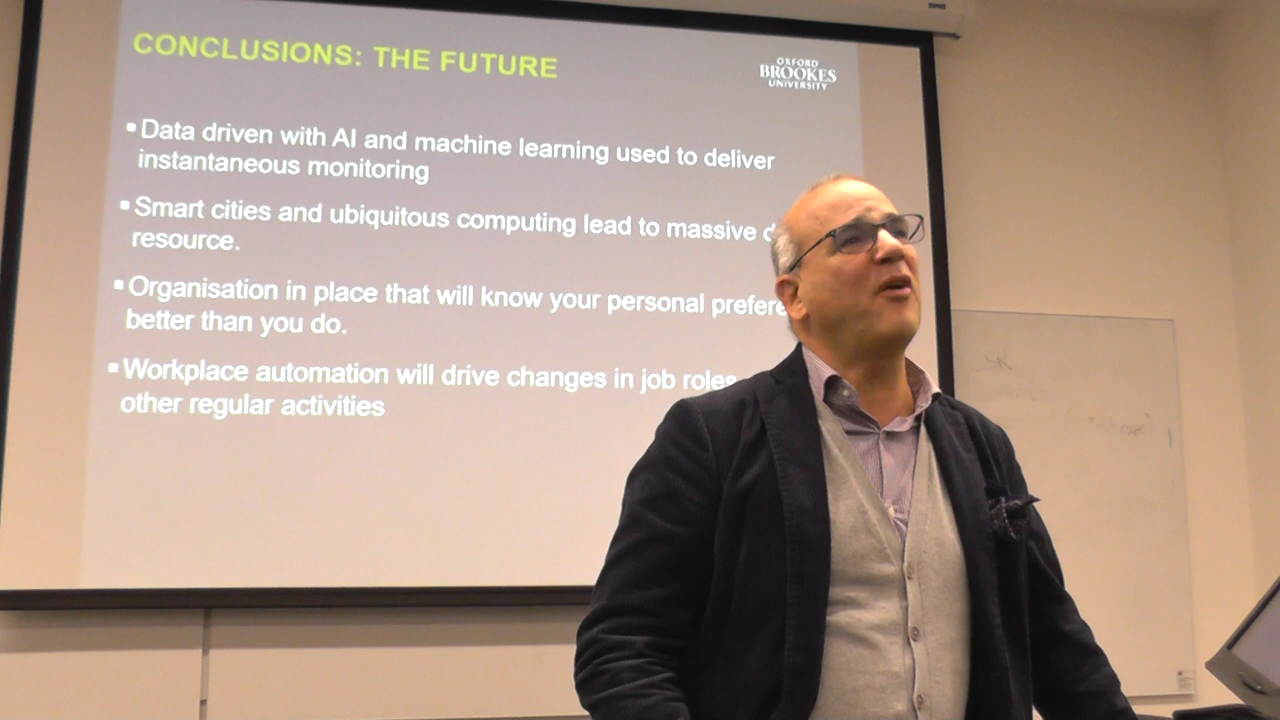 CONCLUSIONS: THE FUTURE
OXFORD
BROOKES
UNIVERSITY
▪Data driven with AI and machine learning used to deliver
instantaneous monitoring
▪Smart cities and ubiquitous computing lead to massive
resource.
▪Organisation in place that will know your personal
better than you do.
▪Workplace automation will drive changes in job roles
other regular activities